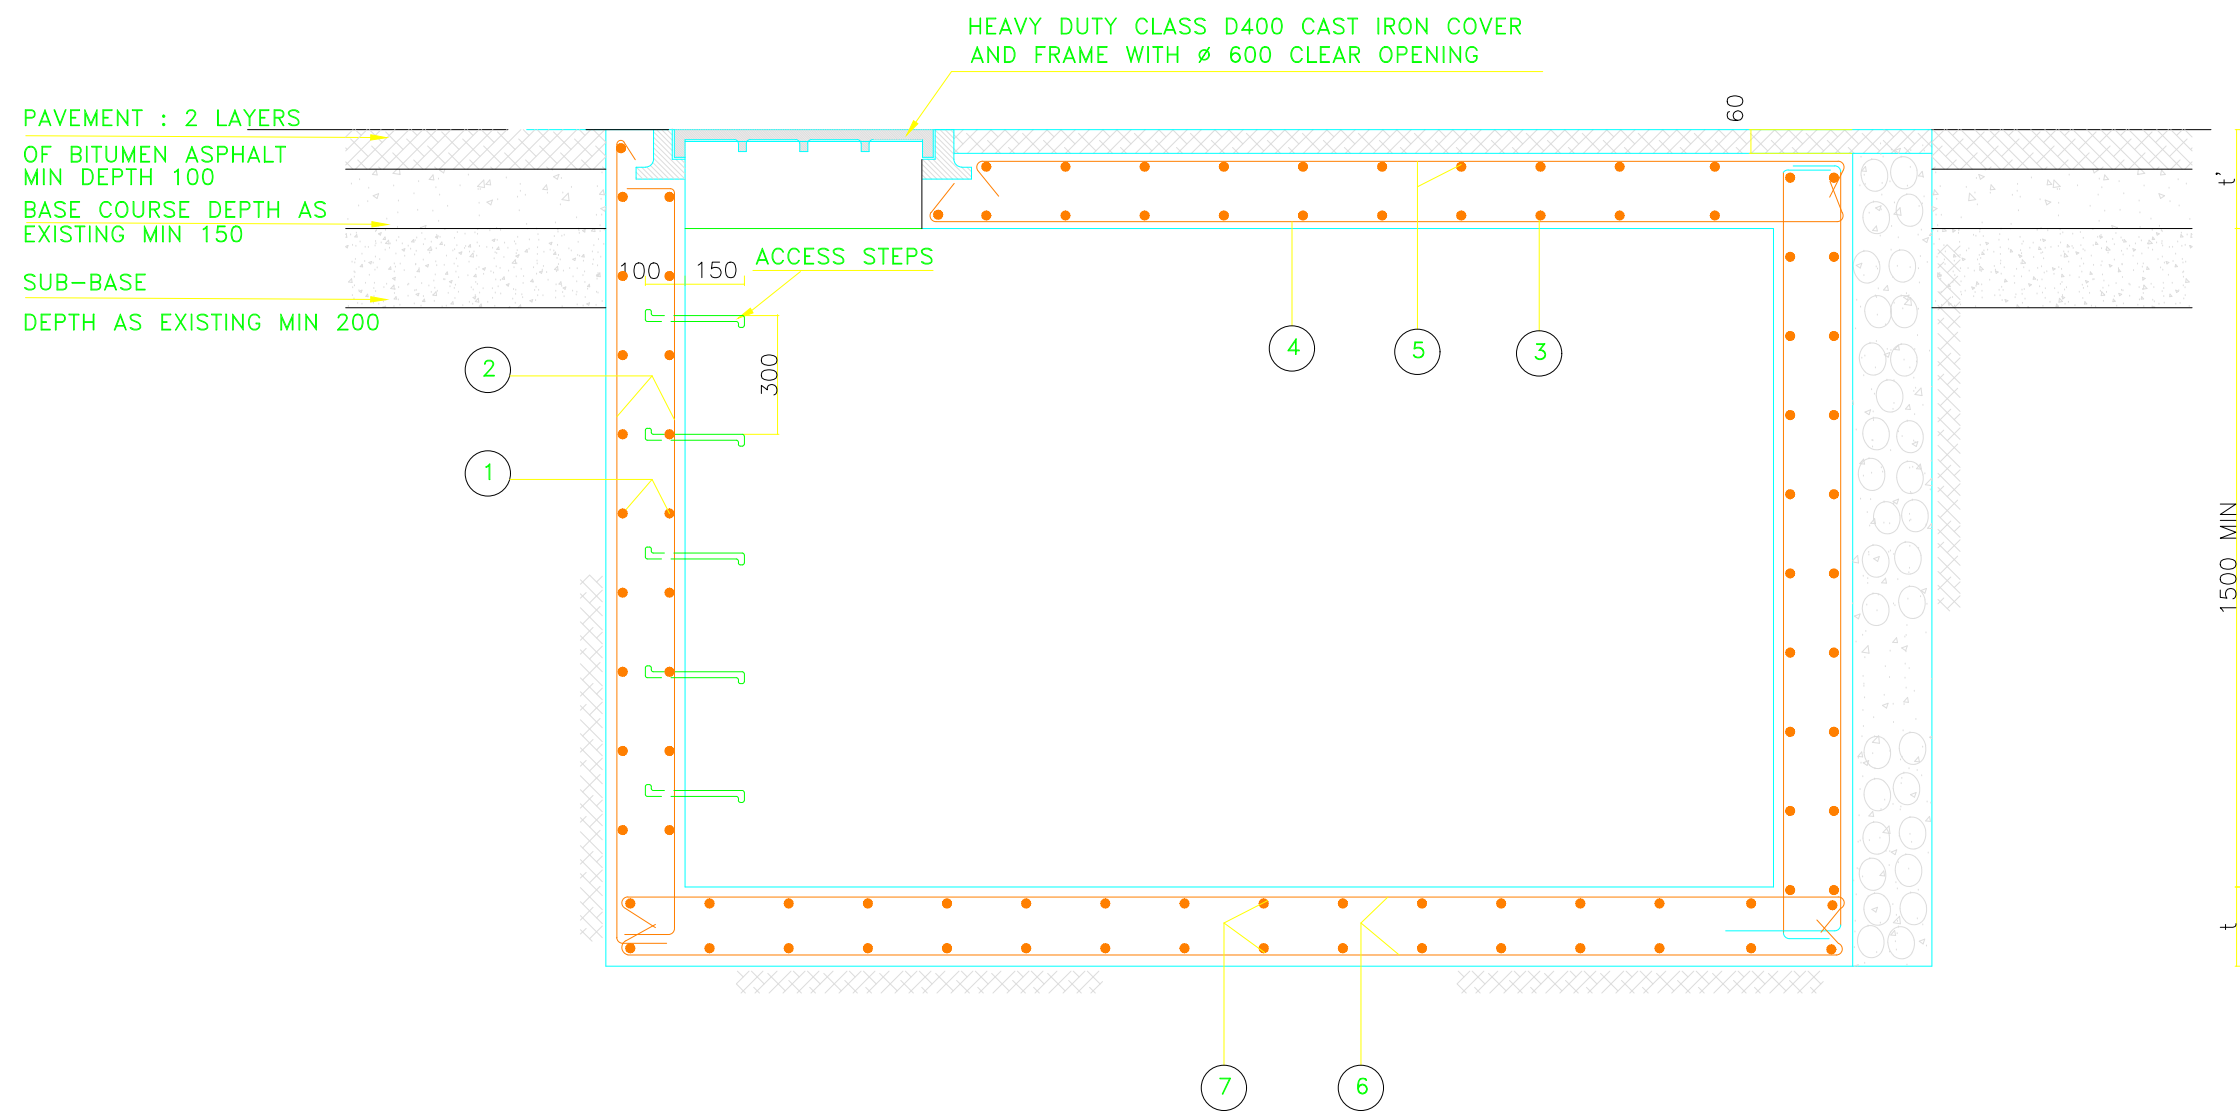 HEAVY DUTY CLASS D400 CAST IRON COVER
AND FRAME WITH ø 600 CLEAR OPENING
60
PAVEMENT : 2 LAYERS
OF BITUMEN ASPHALT
MIN DEPTH 100
BASE COURSE DEPTH AS
EXISTING MIN 150
SUB-BASE
DEPTH AS EXISTING MIN 200
t'
100
150
ACCESS STEPS
300
4
5
3
2
1
1500 MIN
t
7
6